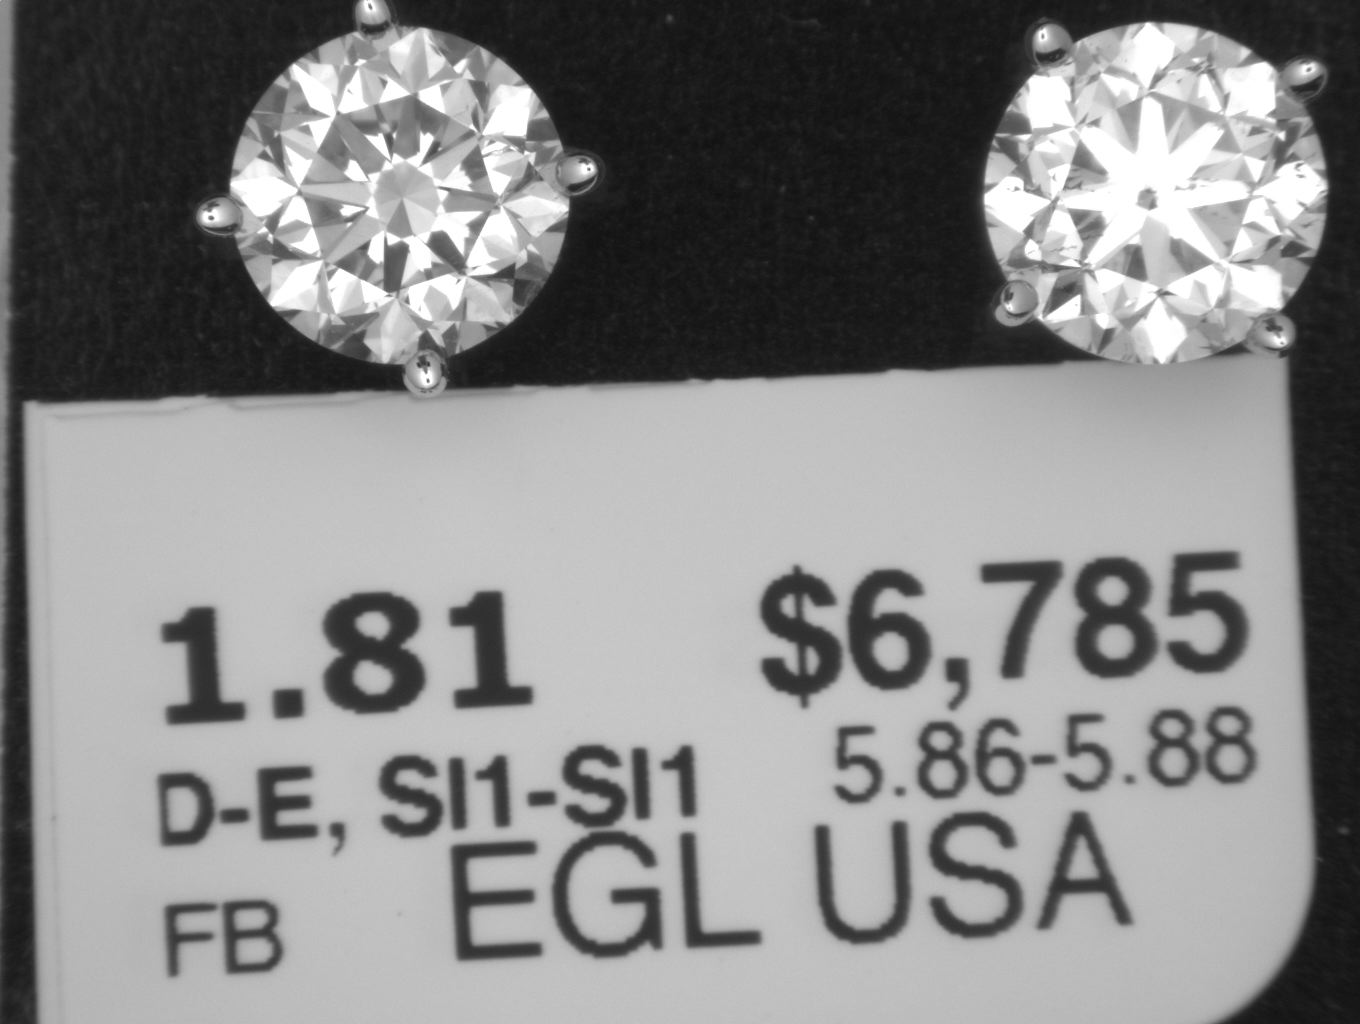 1.81 $6,785
D-E, SI1-SI1 5.86-5.88
FB EGL USA